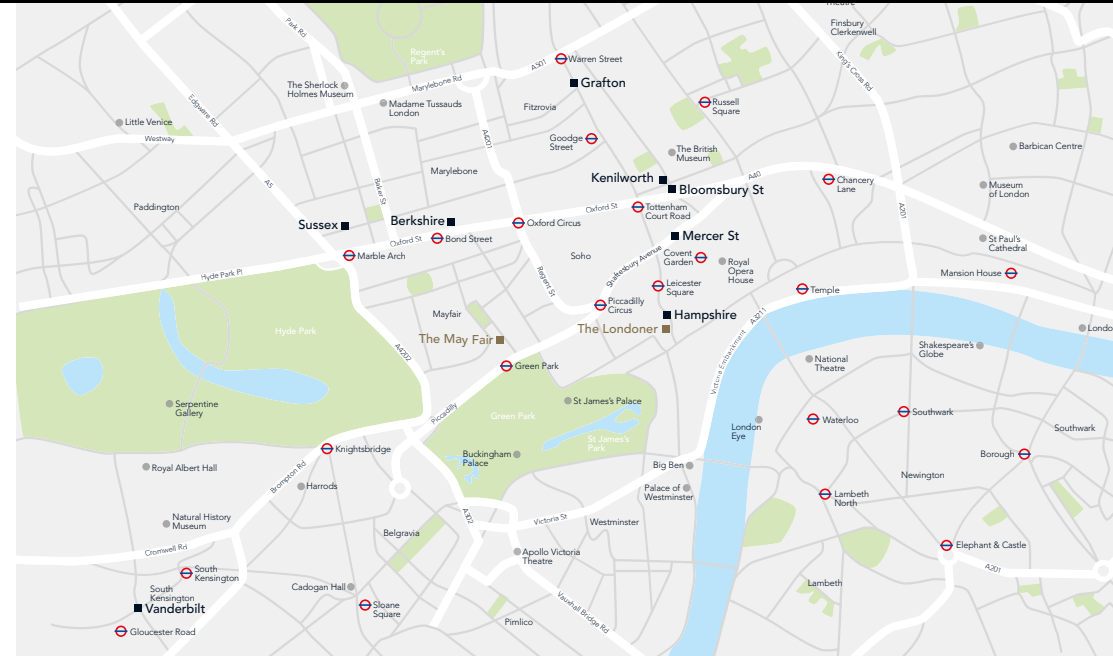 Theatre
Finsbury
Clerkenwell
Park Rd
Regent's
Park
A501
Warren Street
King's Cross Rd
The Sherlock
Holmes Museum
Marylebone Rd
Grafton
Madame Tussauds
London
Fitzrovia
Russell
Square
Edgware Rd
Little Venice
Westway
A4201
Goodge
Street
The British
Museum
Barbican Centre
Marylebone
A5
Baker St
Kenilworth
Bloomsbury St
A40
Chancery
Lane
Museum
of London
Paddington
Oxford St
Tottenham
Court Road
A201
Sussex
Berkshire
Oxford Circus
Mercer St
Oxford St
Bond Street
St Paul's
Cathedral
Marble Arch
Soho
Shaftesbury Avenue
Covent
Garden
Royal
Opera
House
Hyde Park Pl
Regent St
Leicester
Square
Mansion House
Temple
Piccadilly
Circus
Mayfair
Hampshire
A3211
Hyde Park
The Londoner
Londo
The May Fair
A4202
Victoria Embankment
Shakespeare's
Globe
Green Park
National
Theatre
Serpentine
Gallery
Piccadilly
St James's Palace
Green Park
Southwark
Waterloo
London
Eye
Southwark
St James's
Park
Knightsbridge
Buckingham
Palace
Borough
Royal Albert Hall
Brompton Rd
Big Ben
Newington
Harrods
Palace of
Westminster
Lambeth
North
Natural History
Museum
A302
Victoria St
Westminster
Belgravia
Cromwell Rd
Apollo Victoria
Theatre
Elephant & Castle
A201
South
Kensington
South
Kensington
Cadogan Hall
Lambeth
Vanderbilt
Sloane
Square
Vauxhall Bridge Rd
Pimlico
Gloucester Road